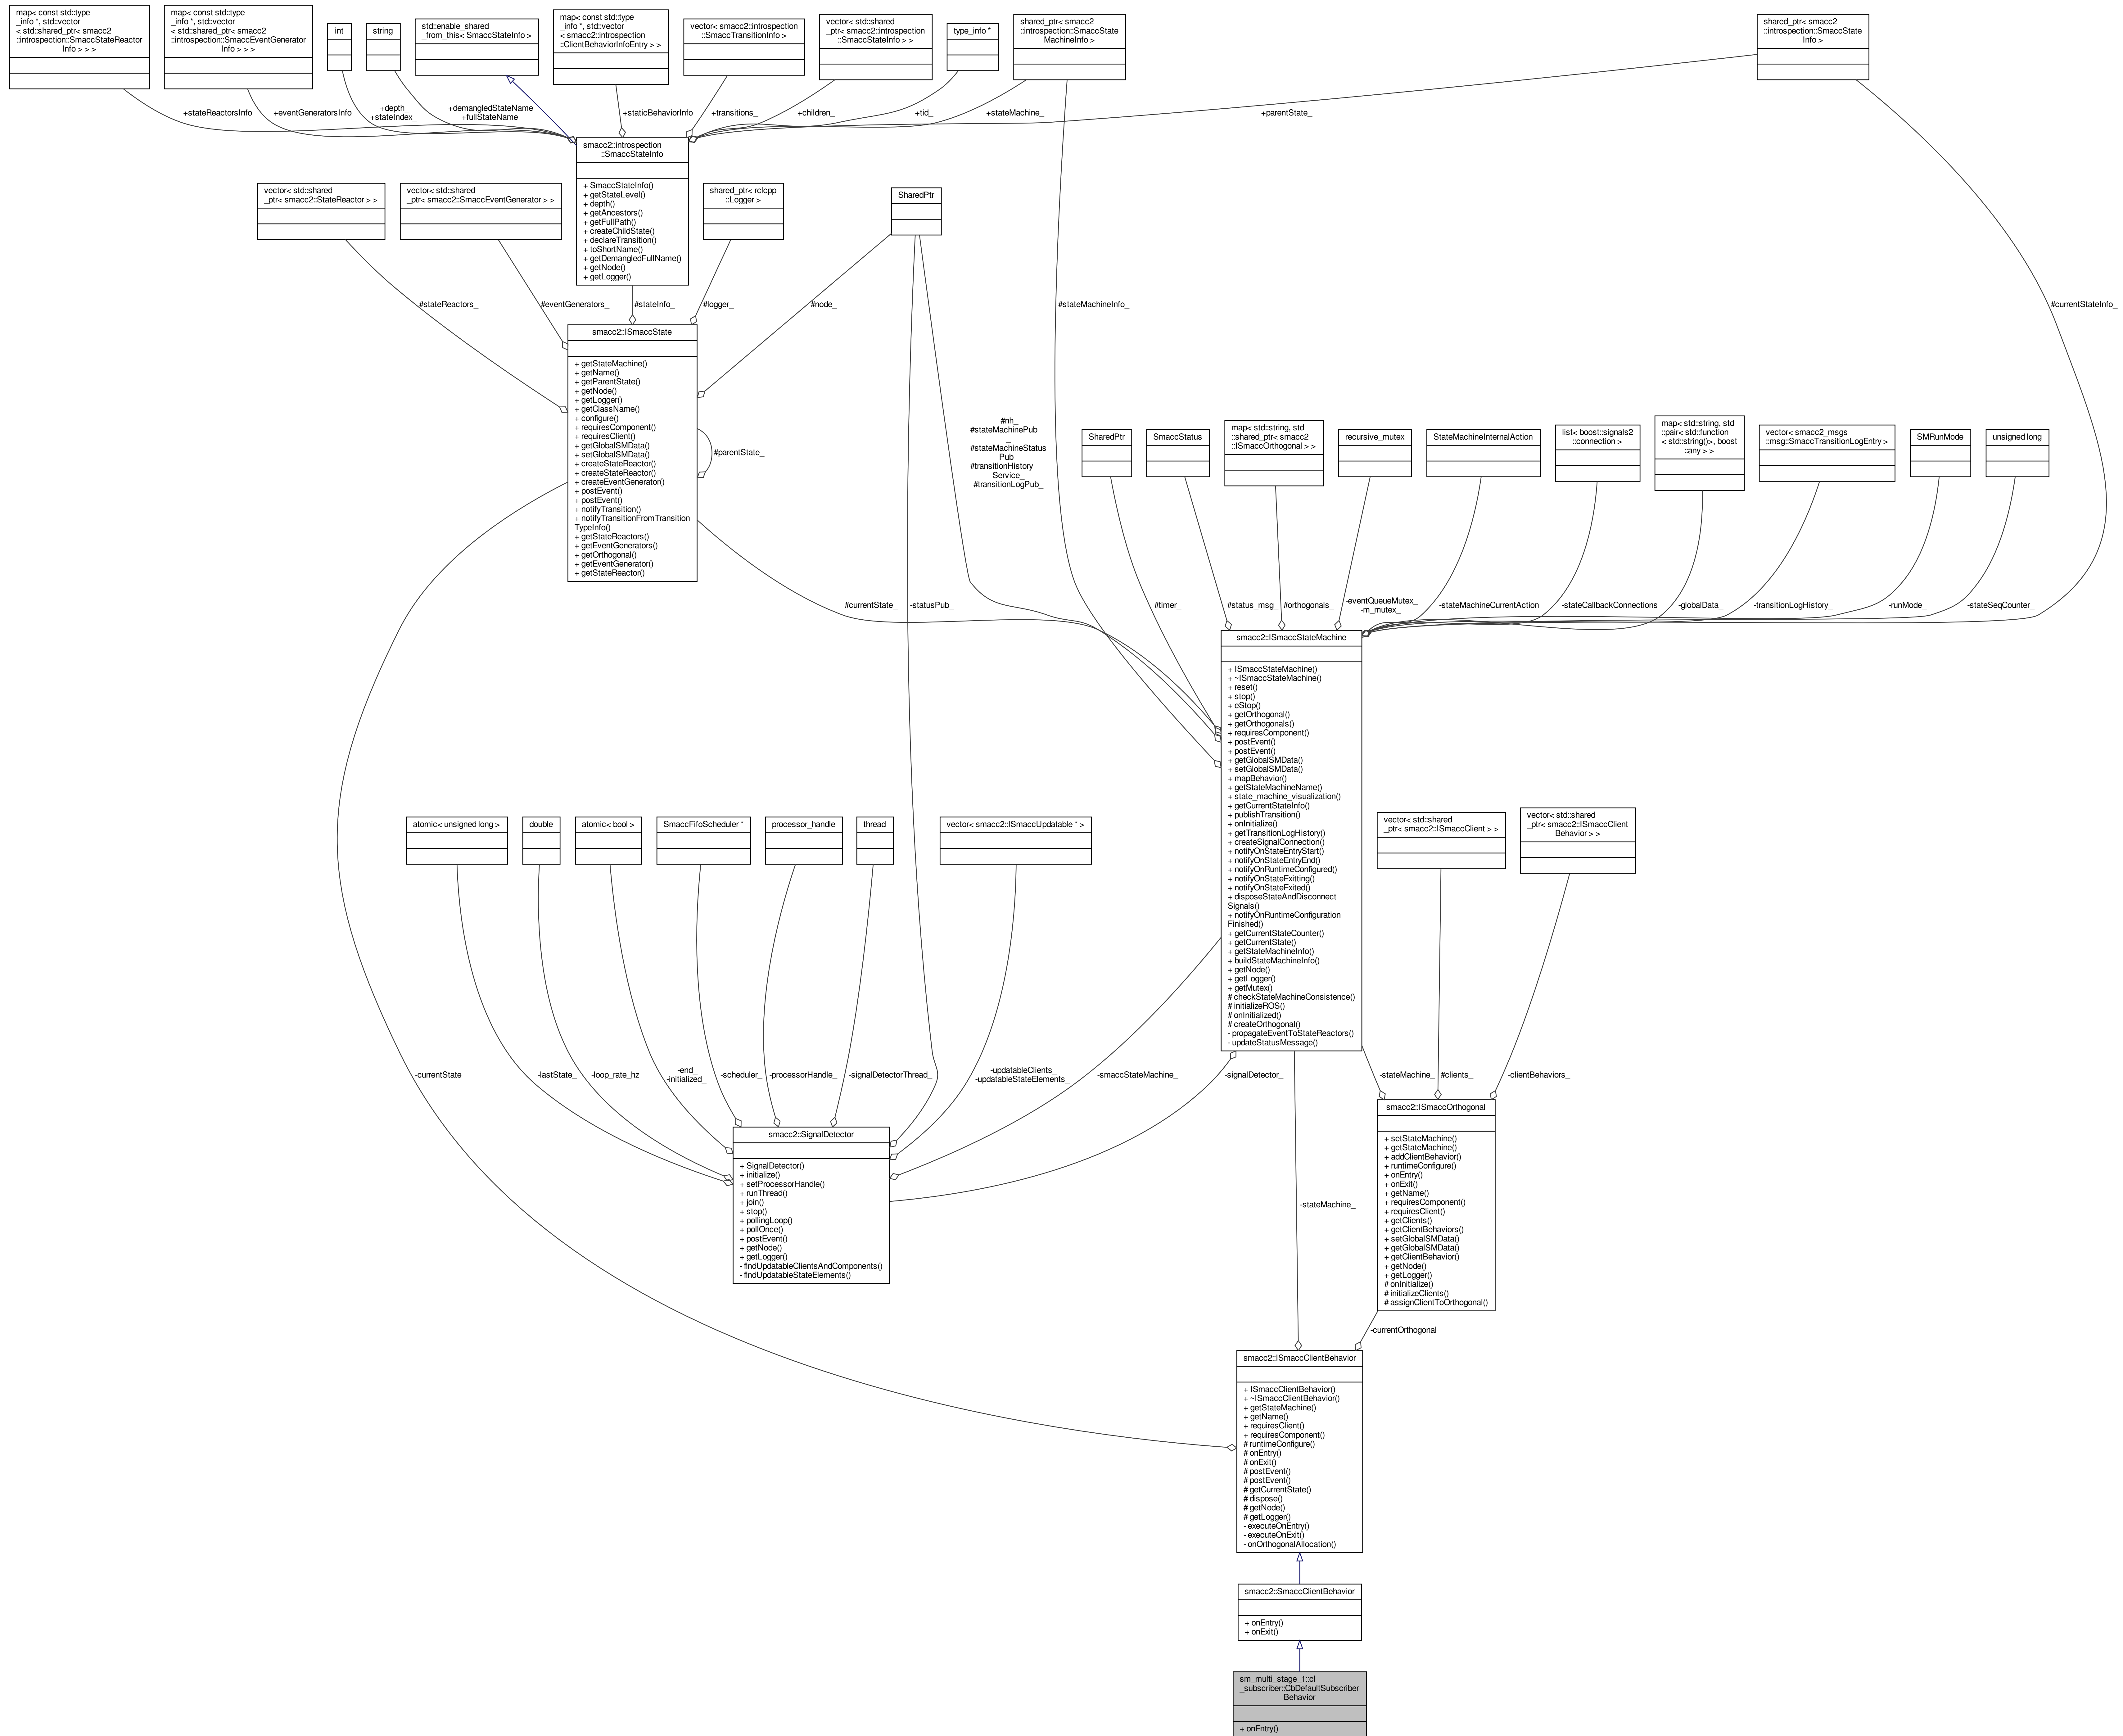 map< const std::type
_info *, std::vector
< std::shared_ptr< smacc2
::introspection::SmaccStateReactor
Info > > >
map< const std::type
_info *, std::vector
< std::shared_ptr< smacc2
::introspection::SmaccEventGenerator
Info > > >
int
string
std::enable_shared
_from_this< SmaccStateInfo >
map< const std::type
_info *, std::vector
< smacc2::introspection
::ClientBehaviorInfoEntry > >
vector< smacc2::introspection
::SmaccTransitionInfo >
vector< std::shared
_ptr< smacc2::introspection
::SmaccStateInfo > >
type_info *
shared_ptr< smacc2
::introspection::SmaccState
MachineInfo >
shared_ptr< smacc2
::introspection::SmaccState
Info >
+stateReactorsInfo
+eventGeneratorsInfo
+depth_
+stateIndex_
+demangledStateName
+fullStateName
+staticBehaviorInfo
+transitions_
+children_
+tid_
+stateMachine_
+parentState_
smacc2::introspection
::SmaccStateInfo
+ SmaccStateInfo()
+ getStateLevel()
+ depth()
+ getAncestors()
+ getFullPath()
+ createChildState()
+ declareTransition()
+ toShortName()
+ getDemangledFullName()
+ getNode()
+ getLogger()
vector< std::shared
_ptr< smacc2::StateReactor > >
vector< std::shared
_ptr< smacc2::SmaccEventGenerator > >
shared_ptr< rclcpp
::Logger >
SharedPtr
#stateReactors_
#eventGenerators_
#stateInfo_
#logger_
#node_
#stateMachineInfo_
#currentStateInfo_
smacc2::ISmaccState
+ getStateMachine()
+ getName()
+ getParentState()
+ getNode()
+ getLogger()
+ getClassName()
+ configure()
+ requiresComponent()
+ requiresClient()
+ getGlobalSMData()
+ setGlobalSMData()
+ createStateReactor()
+ createStateReactor()
+ createEventGenerator()
+ postEvent()
+ postEvent()
+ notifyTransition()
+ notifyTransitionFromTransition
TypeInfo()
+ getStateReactors()
+ getEventGenerators()
+ getOrthogonal()
+ getEventGenerator()
+ getStateReactor()
#parentState_
#nh_
#stateMachinePub
_
#stateMachineStatus
Pub_
#transitionHistory
Service_
#transitionLogPub_
SharedPtr
SmaccStatus
map< std::string, std
::shared_ptr< smacc2
::ISmaccOrthogonal > >
recursive_mutex
StateMachineInternalAction
list< boost::signals2
::connection >
map< std::string, std
::pair< std::function
< std::string()>, boost
::any > >
vector< smacc2_msgs
::msg::SmaccTransitionLogEntry >
SMRunMode
unsigned long
#currentState_
-statusPub_
#timer_
#status_msg_
#orthogonals_
-eventQueueMutex_
-m_mutex_
-stateMachineCurrentAction
-stateCallbackConnections
-globalData_
-transitionLogHistory_
-runMode_
-stateSeqCounter_
smacc2::ISmaccStateMachine
+ ISmaccStateMachine()
+ ~ISmaccStateMachine()
+ reset()
+ stop()
+ eStop()
+ getOrthogonal()
+ getOrthogonals()
+ requiresComponent()
+ postEvent()
+ postEvent()
+ getGlobalSMData()
+ setGlobalSMData()
+ mapBehavior()
+ getStateMachineName()
+ state_machine_visualization()
+ getCurrentStateInfo()
+ publishTransition()
+ onInitialize()
+ getTransitionLogHistory()
+ createSignalConnection()
+ notifyOnStateEntryStart()
+ notifyOnStateEntryEnd()
+ notifyOnRuntimeConfigured()
+ notifyOnStateExitting()
+ notifyOnStateExited()
+ disposeStateAndDisconnect
Signals()
+ notifyOnRuntimeConfiguration
Finished()
+ getCurrentStateCounter()
+ getCurrentState()
+ getStateMachineInfo()
+ buildStateMachineInfo()
+ getNode()
+ getLogger()
+ getMutex()
# checkStateMachineConsistence()
# initializeROS()
# onInitialized()
# createOrthogonal()
- propagateEventToStateReactors()
- updateStatusMessage()
atomic< unsigned long >
double
atomic< bool >
SmaccFifoScheduler *
processor_handle
thread
vector< smacc2::ISmaccUpdatable * >
vector< std::shared
_ptr< smacc2::ISmaccClient > >
vector< std::shared
_ptr< smacc2::ISmaccClient
Behavior > >
-currentState
-lastState_
-loop_rate_hz
-end_
-initialized_
-scheduler_
-processorHandle_
-signalDetectorThread_
-updatableClients_
-updatableStateElements_
-smaccStateMachine_
-signalDetector_
-stateMachine_
#clients_
-clientBehaviors_
smacc2::SignalDetector
+ SignalDetector()
+ initialize()
+ setProcessorHandle()
+ runThread()
+ join()
+ stop()
+ pollingLoop()
+ pollOnce()
+ postEvent()
+ getNode()
+ getLogger()
- findUpdatableClientsAndComponents()
- findUpdatableStateElements()
smacc2::ISmaccOrthogonal
+ setStateMachine()
+ getStateMachine()
+ addClientBehavior()
+ runtimeConfigure()
+ onEntry()
+ onExit()
+ getName()
+ requiresComponent()
+ requiresClient()
+ getClients()
+ getClientBehaviors()
+ setGlobalSMData()
+ getGlobalSMData()
+ getClientBehavior()
+ getNode()
+ getLogger()
# onInitialize()
# initializeClients()
# assignClientToOrthogonal()
-stateMachine_
-currentOrthogonal
smacc2::ISmaccClientBehavior
+ ISmaccClientBehavior()
+ ~ISmaccClientBehavior()
+ getStateMachine()
+ getName()
+ requiresClient()
+ requiresComponent()
# runtimeConfigure()
# onEntry()
# onExit()
# postEvent()
# postEvent()
# getCurrentState()
# dispose()
# getNode()
# getLogger()
- executeOnEntry()
- executeOnExit()
- onOrthogonalAllocation()
smacc2::SmaccClientBehavior
+ onEntry()
+ onExit()
sm_multi_stage_1::cl
_subscriber::CbDefaultSubscriber
Behavior
+ onEntry()